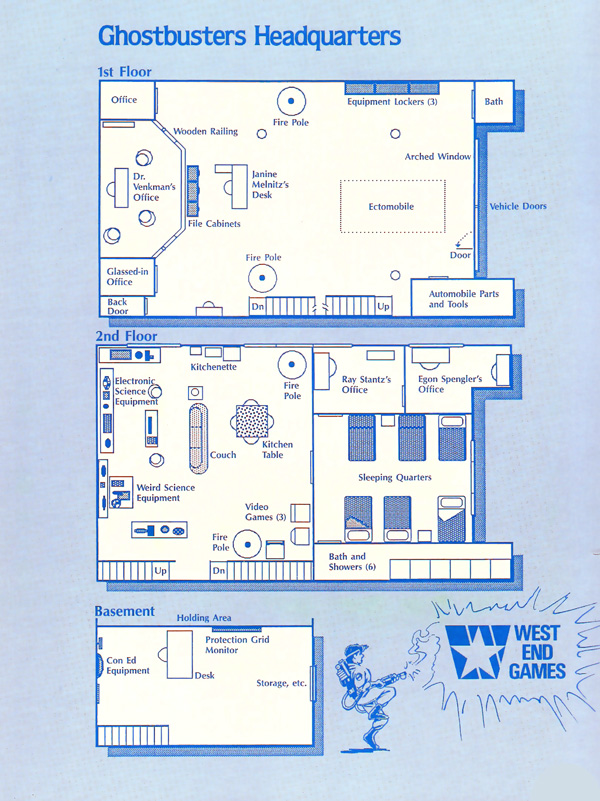 Ghostbusters Headquarters
1st Floor
Office
Fire Pole
Equipment Lockers (3)
Bath
Wooden Railing
Arched Window
Dr.
Venkman's
Office
Janine
Melnitz's
Desk
Ectomobile
Vehicle Doors
File Cabinets
Fire Pole
Door
Glassed-in
Office
Back
Door
Dn
Up
Automobile Parts
and Tools
2nd Floor
Kitchenette
Fire
Pole
Ray Stantz's
Office
Egon Spengler's
Office
Electronic
Science
Equipment
Couch
Kitchen
Table
Sleeping Quarters
Weird Science
Equipment
Video
Games (3)
Fire
Pole
Bath and
Showers (6)
Up
Dn
Basement
Holding Area
Protection Grid
Monitor
Con Ed
Equipment
Desk
Storage, etc.
WEST
END
GAMES